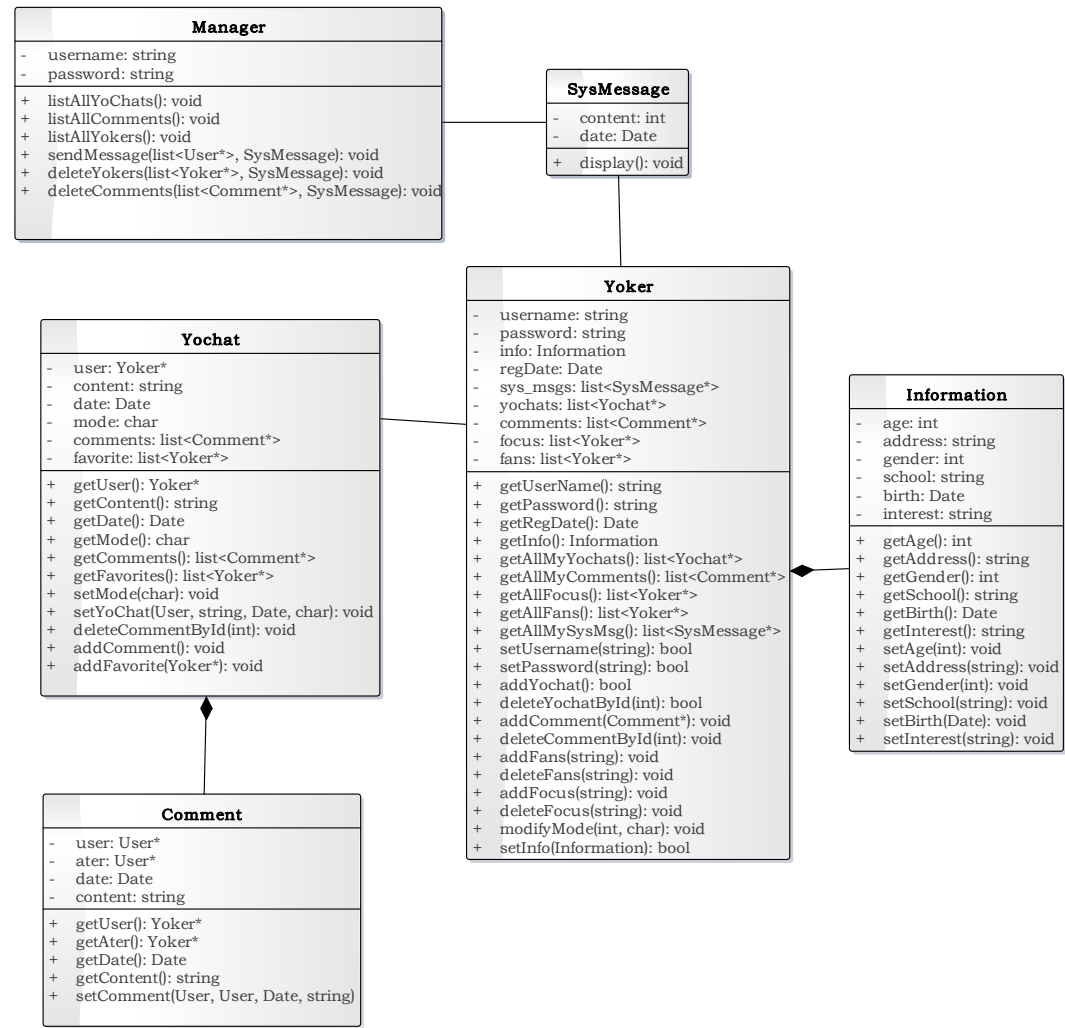 Manager
- username: string
- password: string
+ listAllYoChats(): void
+ listAllComments(): void
+ listAllYokers(): void
+ sendMessage(list<User*>, SysMessage): void
+ deleteYokers(list<Yoker*>, SysMessage): void
+ deleteComments(list<Comment*>, SysMessage): void
SysMessage
- content: int
- date: Date
+ display(): void
Yoker
- username: string
- password: string
- info: Information
- regDate: Date
- sys_msgs: list<SysMessage*>
- yochats: list<Yochat*>
- comments: list<Comment*>
- focus: list<Yoker*>
- fans: list<Yoker*>
+ getUserName(): string
+ getPassword(): string
+ getRegDate(): Date
+ getInfo(): Information
+ getAllMyYochats(): list<Yochat*>
+ getAllMyComments(): list<Comment*>
+ getAllFocus(): list<Yoker*>
+ getAllFans(): list<Yoker*>
+ getAllMySysMsg(): list<SysMessage*>
+ setUsername(string): bool
+ setPassword(string): bool
+ addYochat(): bool
+ deleteYochatById(int): bool
+ addComment(Comment*): void
+ deleteCommentById(int): void
+ addFans(string): void
+ deleteFans(string): void
+ addFocus(string): void
+ deleteFocus(string): void
+ modifyMode(int, char): void
+ setInfo(Information): bool
Yochat
- user: Yoker*
- content: string
- date: Date
- mode: char
- comments: list<Comment*>
- favorite: list<Yoker*>
+ getUser(): Yoker*
+ getContent(): string
+ getDate(): Date
+ getMode(): char
+ getComments(): list<Comment*>
+ getFavorites(): list<Yoker*>
+ setMode(char): void
+ setYoChat(User, string, Date, char): void
+ deleteCommentById(int): void
+ addComment(): void
+ addFavorite(Yoker*): void
Information
- age: int
- address: string
- gender: int
- school: string
- birth: Date
- interest: string
+ getAge(): int
+ getAddress(): string
+ getGender(): int
+ getSchool(): string
+ getBirth(): Date
+ getInterest(): string
+ setAge(int): void
+ setAddress(string): void
+ setGender(int): void
+ setSchool(string): void
+ setBirth(Date): void
+ setInterest(string): void
Comment
- user: User*
- ater: User*
- date: Date
- content: string
+ getUser(): Yoker*
+ getAter(): Yoker*
+ getDate(): Date
+ getContent(): string
+ setComment(User, User, Date, string)